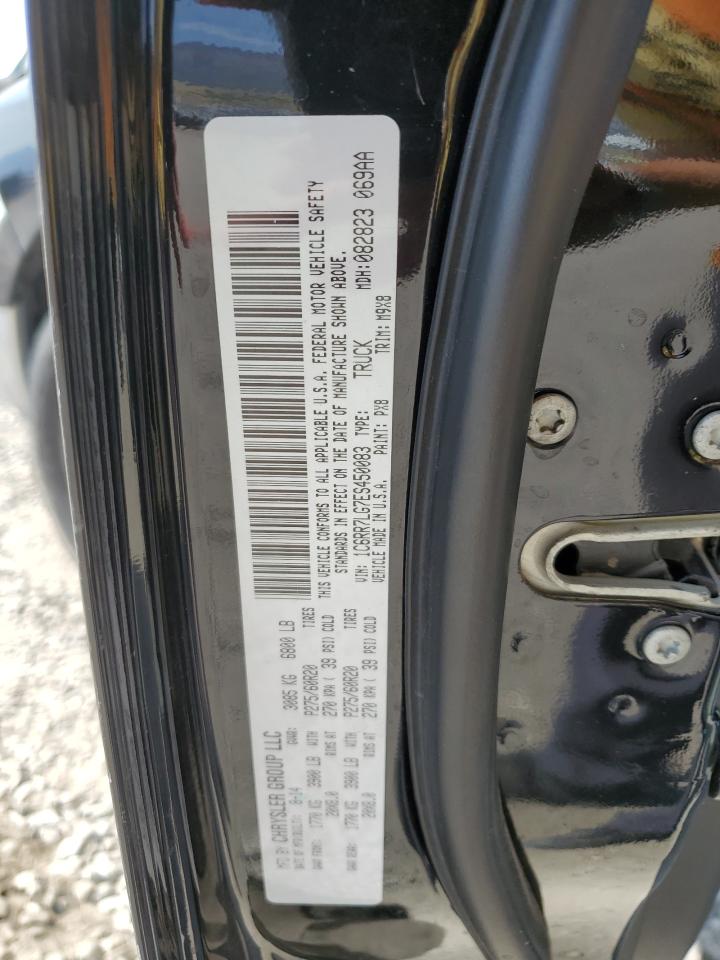 MFD BY: CHRYSLER GROUP LLC
DATE OF MFR: 8-14 GVWR: 3085 KG 6800 LB
GAWR FRONT: 1770 KG 3900 LB WITH P275/60R20 TIRES
2008.0 RIMS AT 270 KPA ( 39 PSI) COLD
GAWR REAR: 1770 KG 3900 LB WITH P275/60R20 TIRES
2008.0 RIMS AT 270 KPA ( 39 PSI) COLD
THIS VEHICLE CONFORMS TO ALL APPLICABLE U.S.A. FEDERAL MOTOR VEHICLE SAFETY
STANDARDS IN EFFECT ON THE DATE OF MANUFACTURE SHOWN ABOVE.
VIN: 1C6RR7LG7ES450083 TYPE: TRUCK MDH:082823 069AA
VEHICLE MADE IN U.S.A. PAINT: PX8 TRIM: M9X8